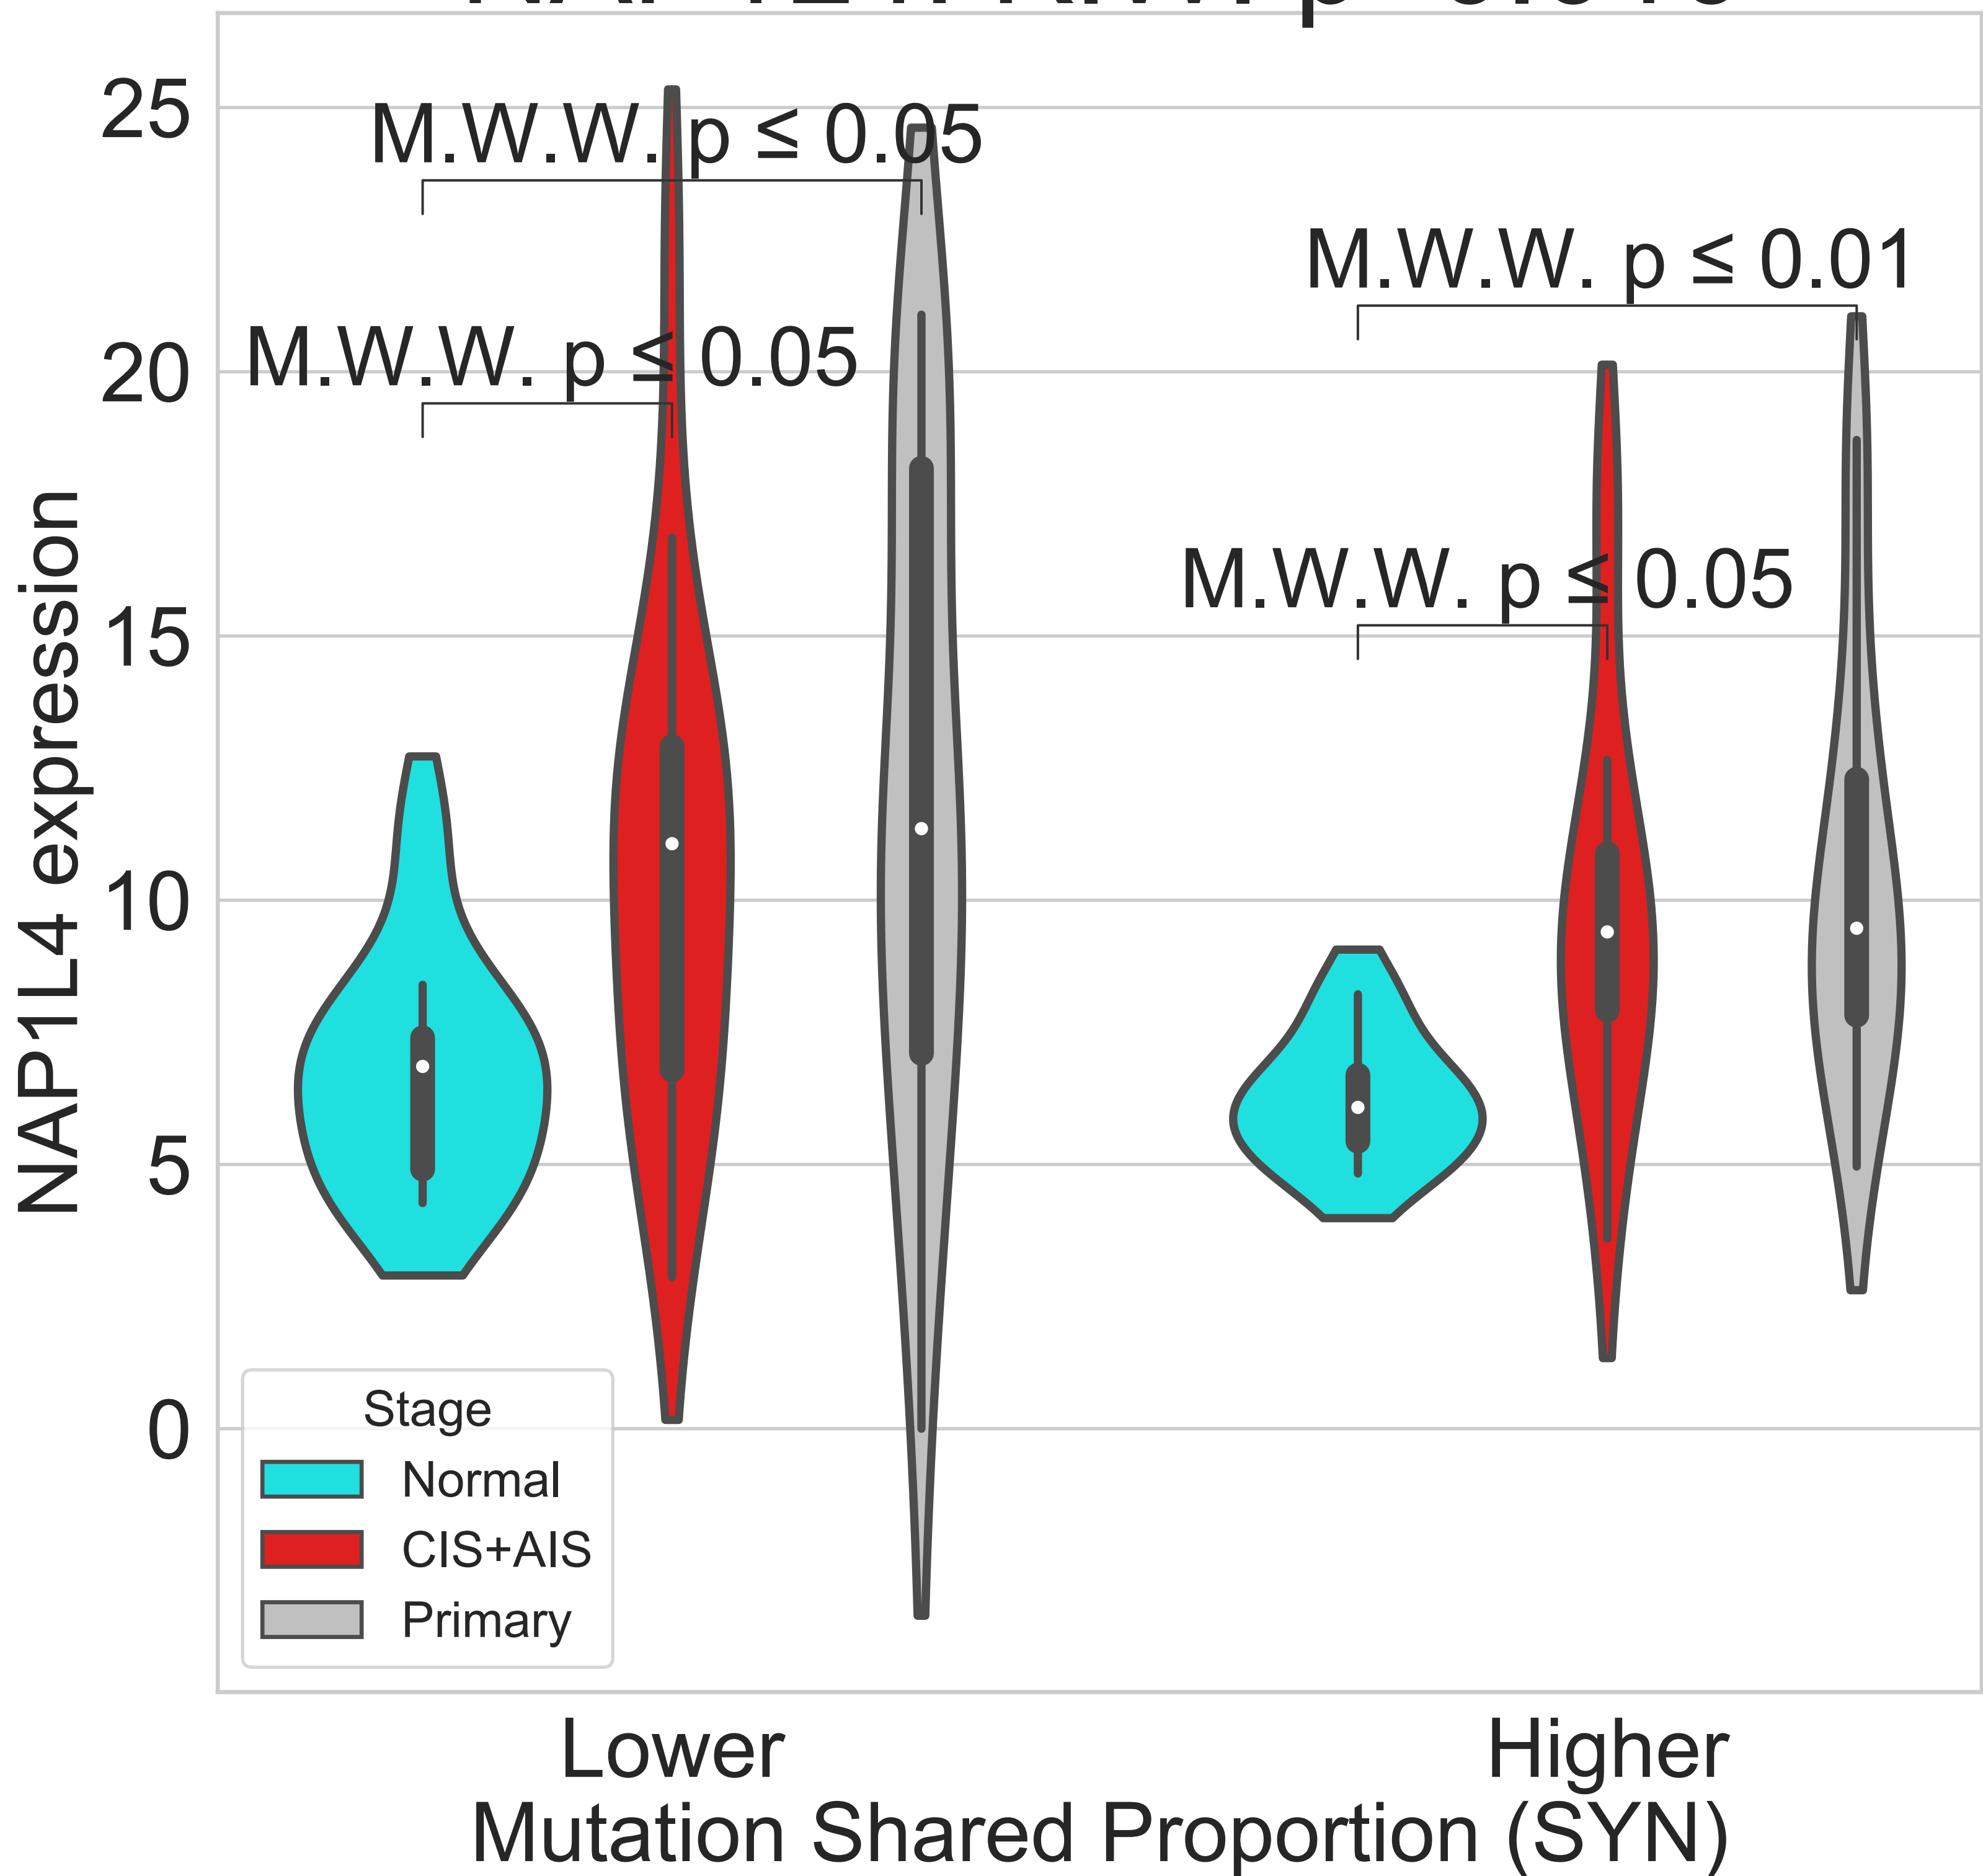 25
20
15
10
5
0
NAP1L4 expression
M.W.W. p ≤ 0.05
M.W.W. p ≤ 0.05
M.W.W. p ≤ 0.01
M.W.W. p ≤ 0.05
Stage
Normal
CIS+AIS
Primary
Lower
Higher
Mutation Shared Proportion (SYN)